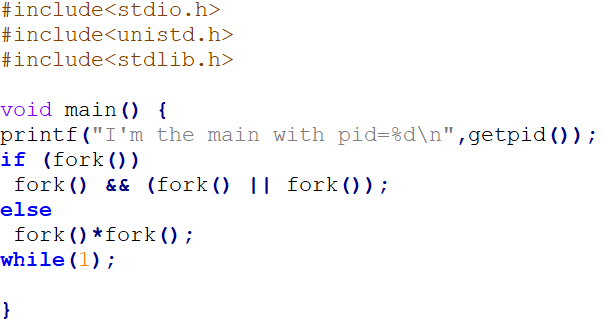 #include<stdio.h>
#include<unistd.h>
#include<stdlib.h>
void main() {
printf("I'm the main with pid=%d\n",getpid());
if (fork())
fork() && (fork() || fork());
else
fork()*fork();
while(1);
}